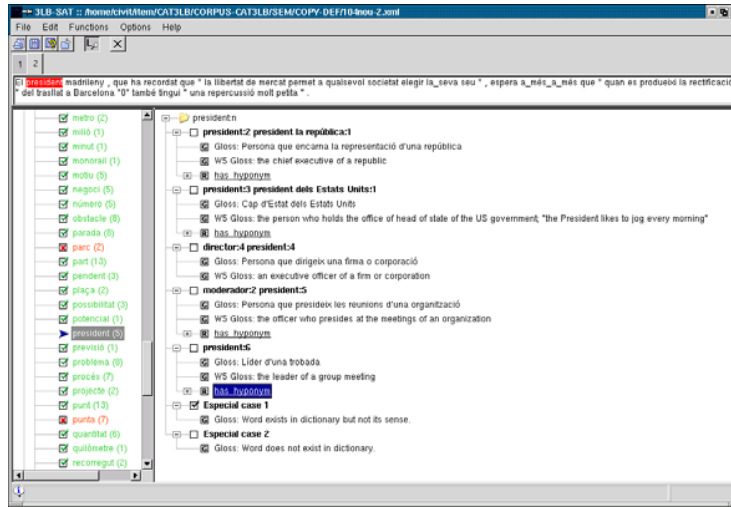 3LB-SAT :: /home/civit/item/CAT3LB/CORPUS-CAT3LB/SEM/COPY-DEF/104nou-2.xml
File Edit Functions Options Help
1 2
El president madrileny , que ha recordat que " la llibertat de mercat permet a qualsevol societat elegir la_seva seu " , espera a_més_a_més que " quan es produeixi la rectificació
" del trasllat a Barcelona "0" també tingui " una repercussió molt petita " .
metro (2)
milió (1)
minut (1)
monorail (1)
motiu (5)
negoci (5)
número (5)
obstacle (8)
parada (8)
parc (2)
part (13)
pendent (3)
plaça (2)
possibilitat (3)
potencial (1)
president (5)
previsió (1)
problema (8)
procés (7)
projecte (2)
punt (13)
punta (7)
quantitat (6)
quilòmetre (1)
recorregut (2)
president:n
president:2 president la república:1
Gloss: Persona que encarna la representació d'una república
W5 Gloss: the chief executive of a republic
has_hyponym
president:3 president dels Estats Units:1
Gloss: Cap d'Estat dels Estats Units
W5 Gloss: the person who holds the office of head of state of the US government; "the President likes to jog every morning"
has_hyponym
director:4 president:4
Gloss: Persona que dirigeix una firma o corporació
W5 Gloss: an executive officer of a firm or corporation
moderador:2 president:5
Gloss: Persona que presideix les reunions d'una organització
W5 Gloss: the officer who presides at the meetings of an organization
has_hyponym
president:6
Gloss: Líder d'una trobada
W5 Gloss: the leader of a group meeting
has_hyponym
Especial case 1
Gloss: Word exists in dictionary but not its sense.
Especial case 2
Gloss: Word does not exist in dictionary.